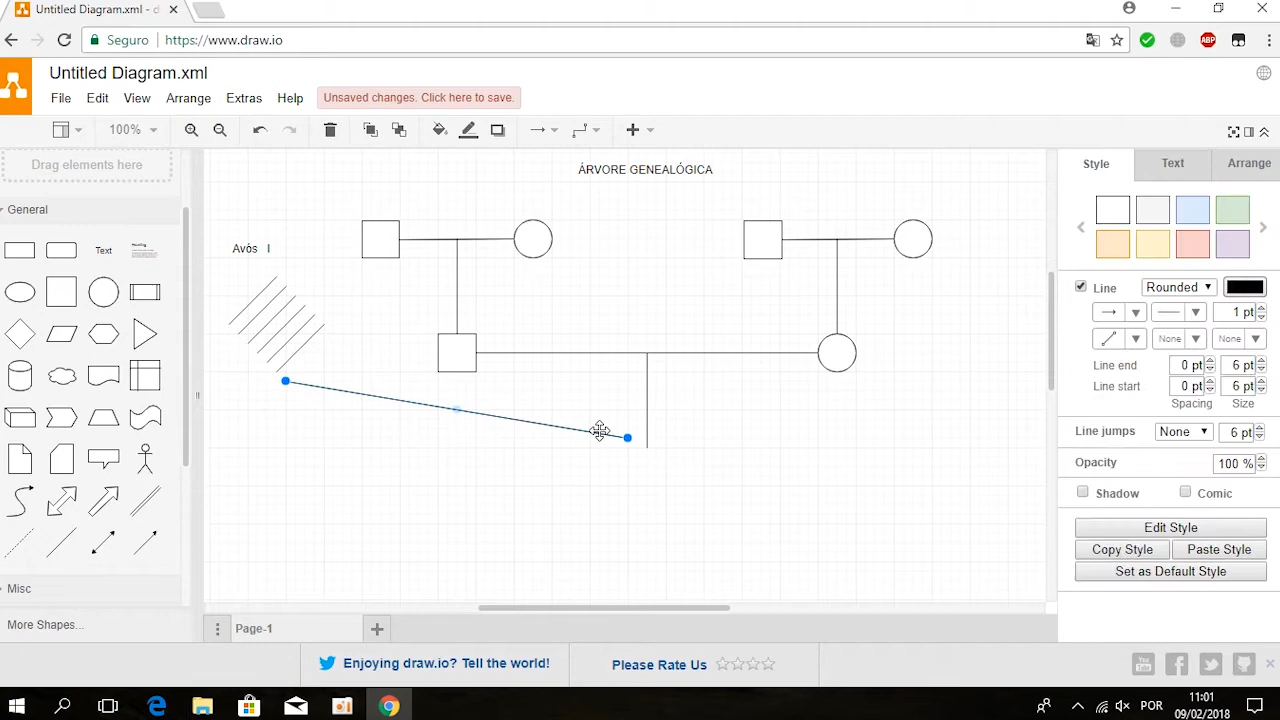 Untitled Diagram.xml - d
Seguro
https://www.draw.io
ABP
Untitled Diagram.xml
File Edit View Arrange Extras Help
Unsaved changes. Click here to save.
100%
Drag elements here
General
Text
Heading
Misc
More Shapes...
ÁRVORE GENEALÓGICA
Avós I
Page-1
Style Text Arrange
Line Rounded
1 pt
None None
Line end 0 pt 6 pt
Line start 0 pt 6 pt
Spacing Size
Line jumps None 6 pt
Opacity 100 %
Shadow Comic
Edit Style
Copy Style Paste Style
Set as Default Style
Enjoying draw.io? Tell the world!
Please Rate Us
You Tube
POR
11:01
09/02/2018